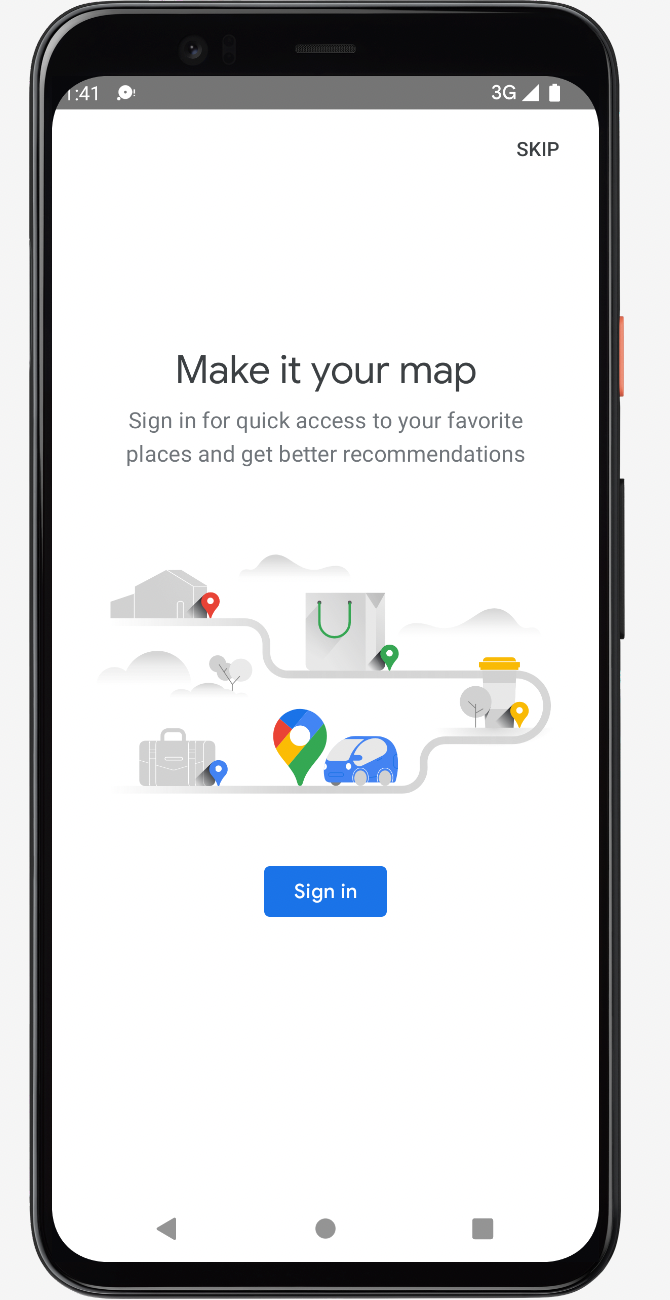 1:41
3G
SKIP
Make it your map
Sign in for quick access to your favorite
places and get better recommendations
Sign in